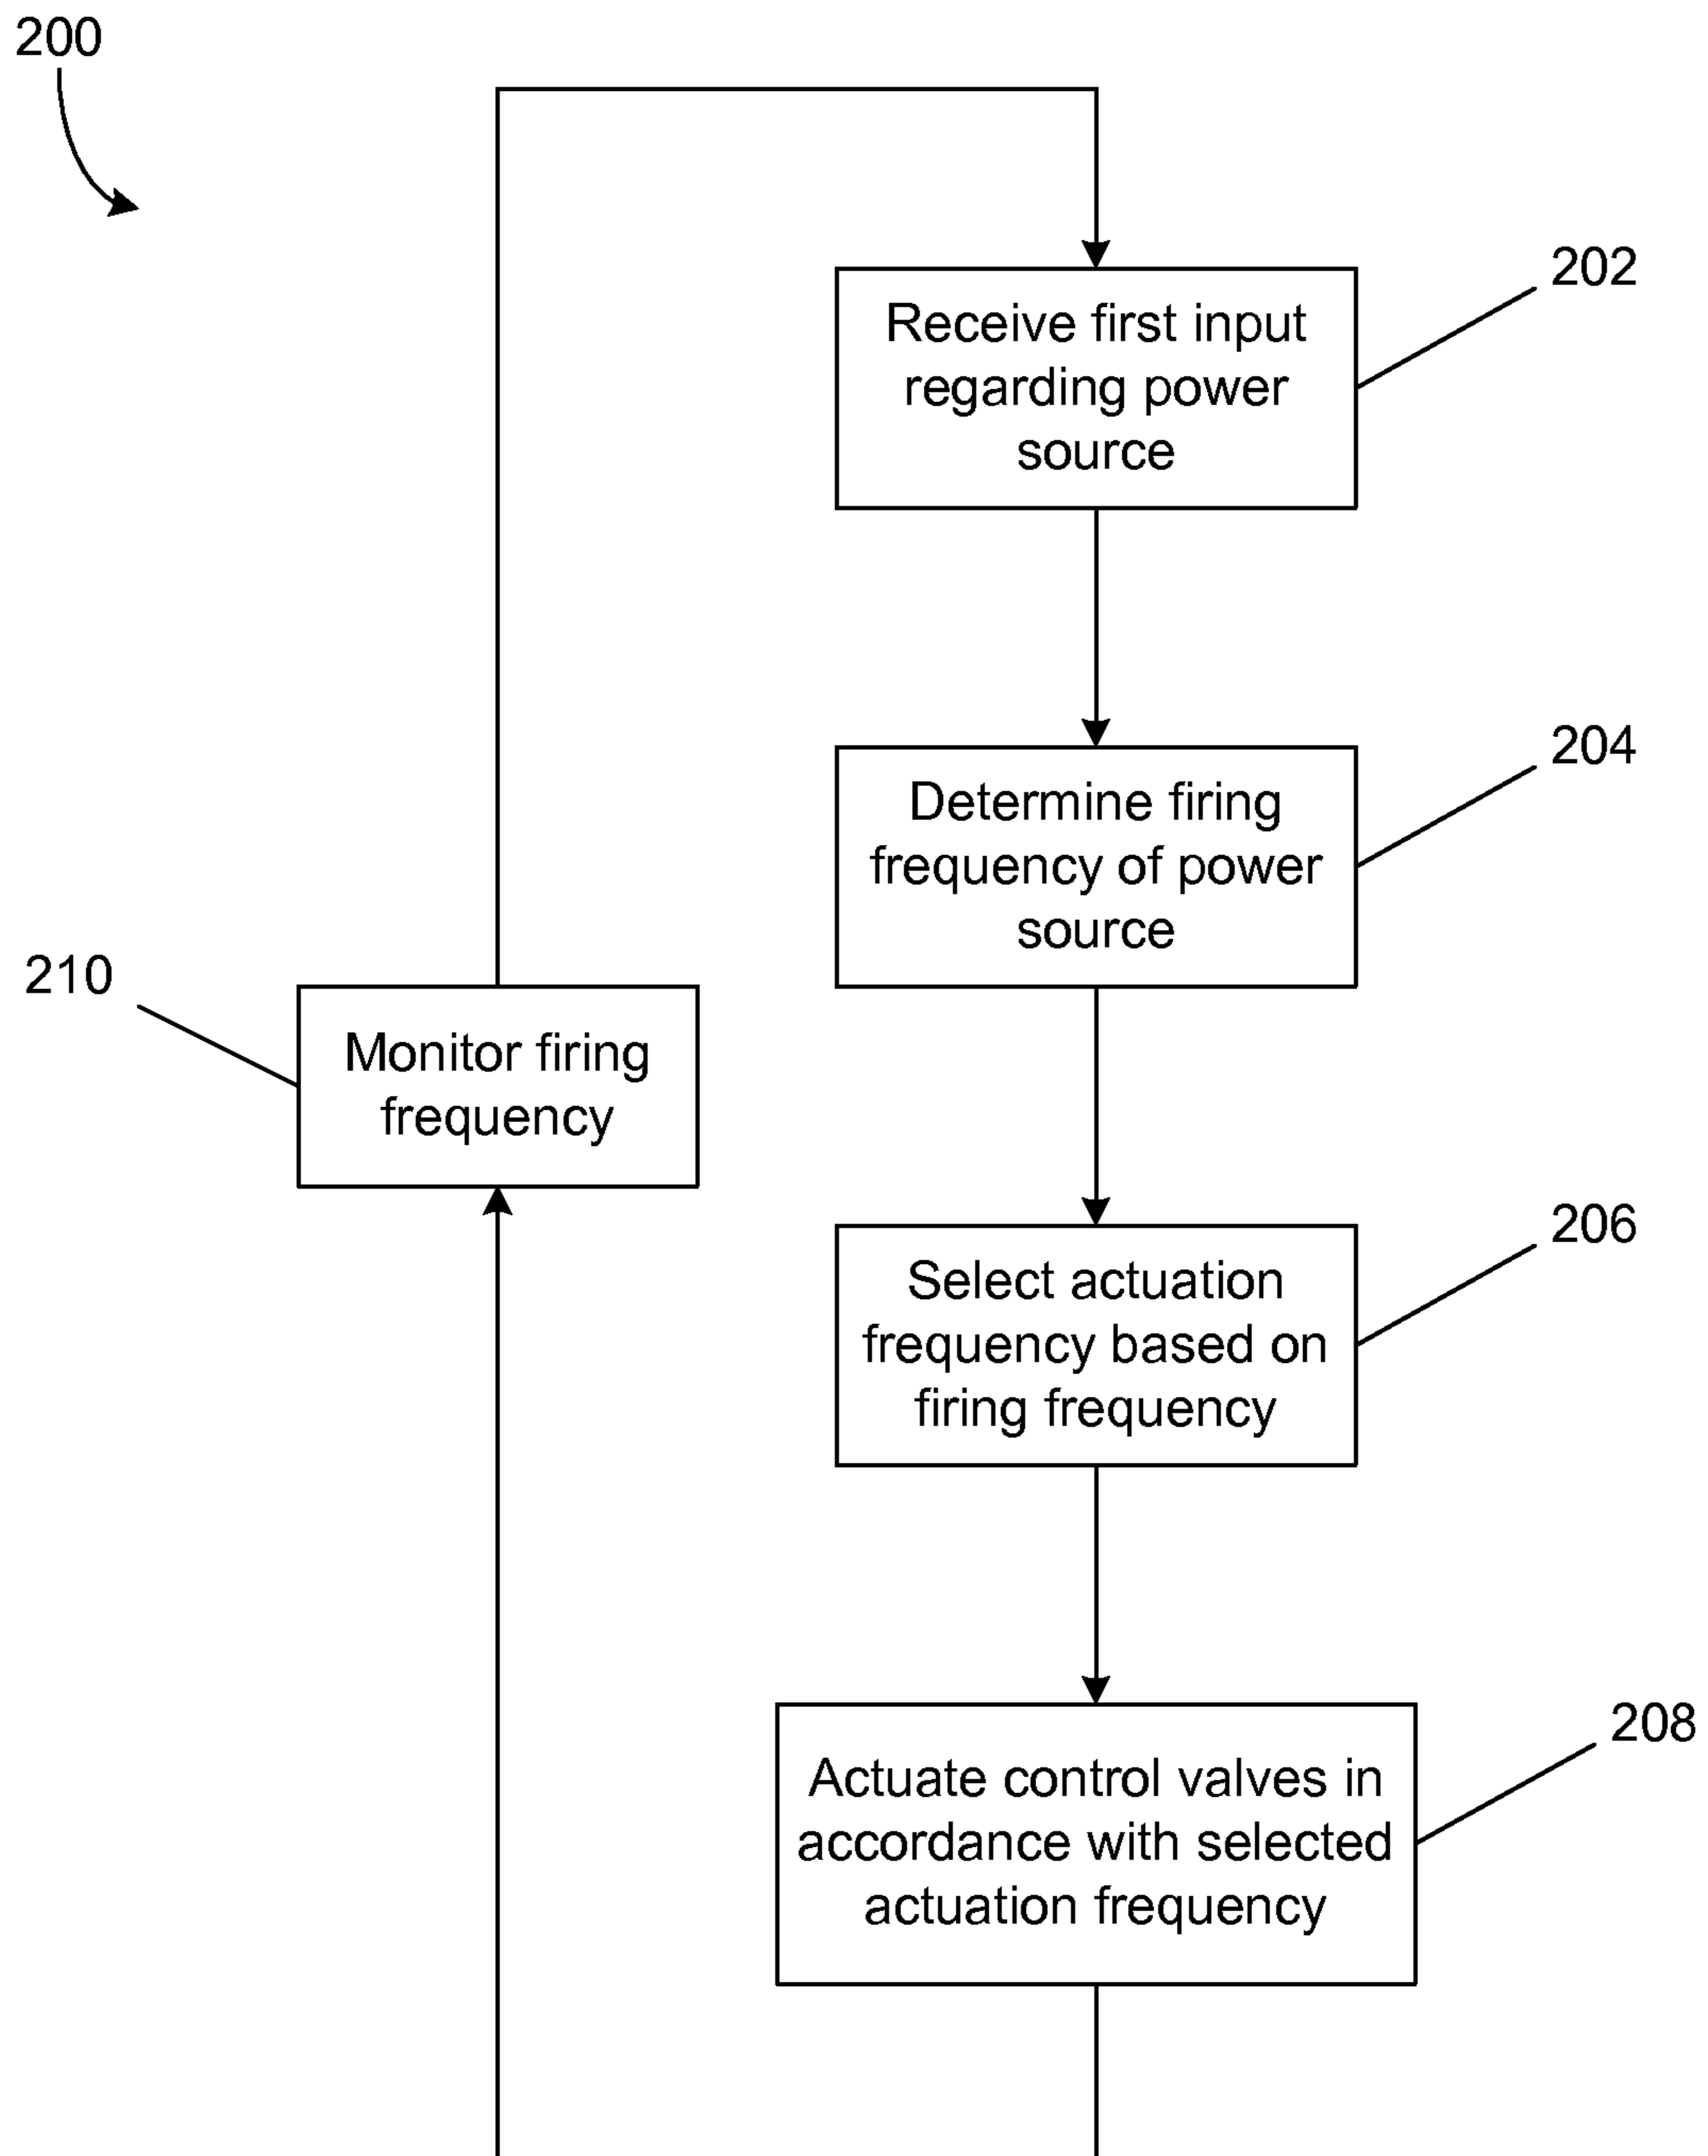 200
202
Receive first input
regarding power
source
204
Determine firing
frequency of power
source
210
Monitor firing
frequency
206
Select actuation
frequency based on
firing frequency
208
Actuate control valves in
accordance with selected
actuation frequency